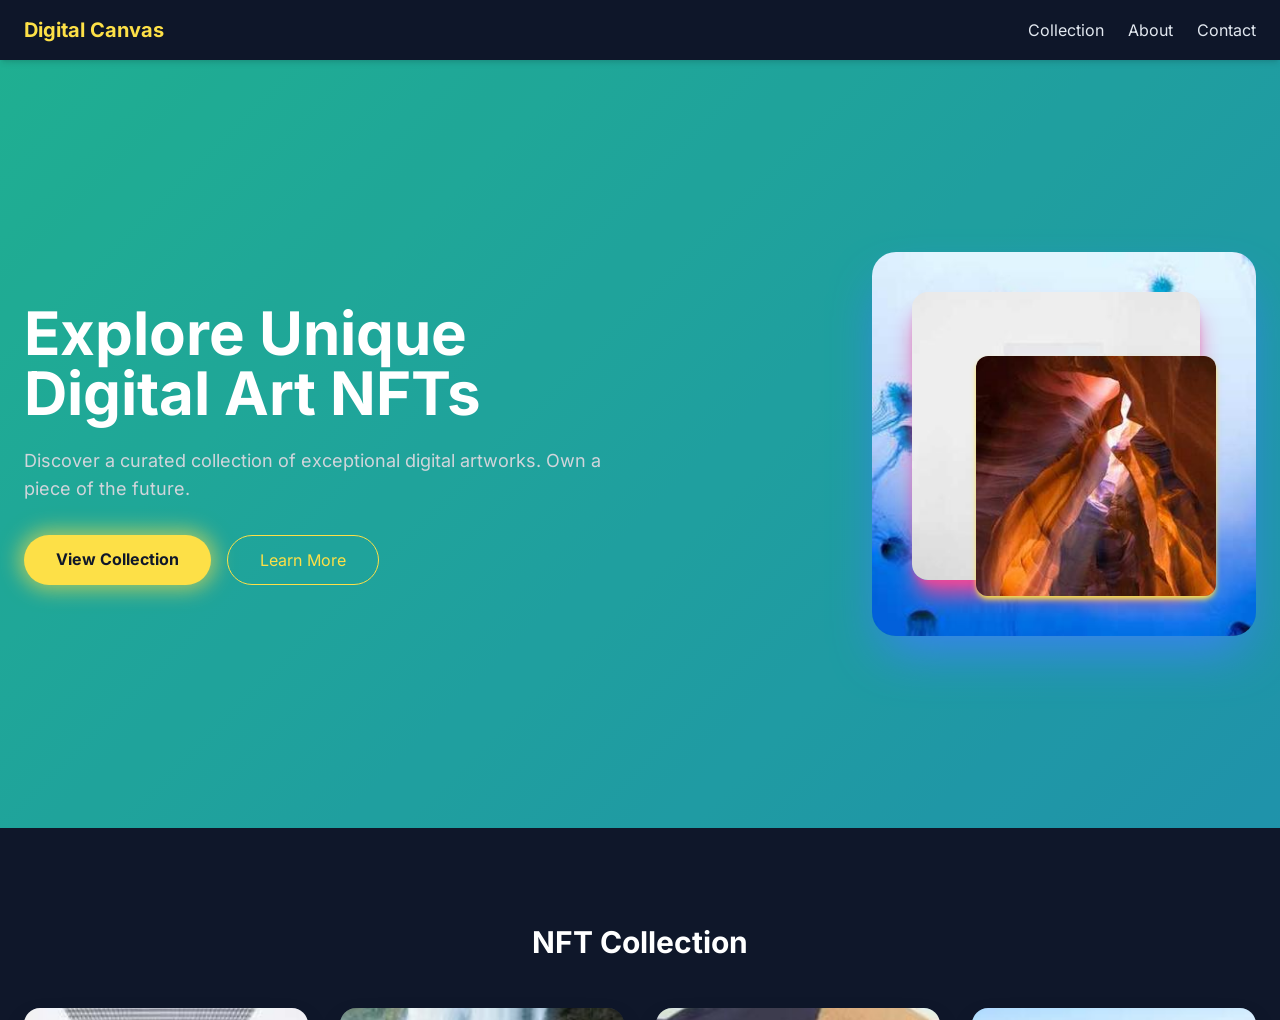 Digital Canvas
Collection About Contact
Explore Unique
Digital Art NFTs
Discover a curated collection of exceptional digital artworks. Own a
piece of the future.
View Collection
Learn More
NFT Collection